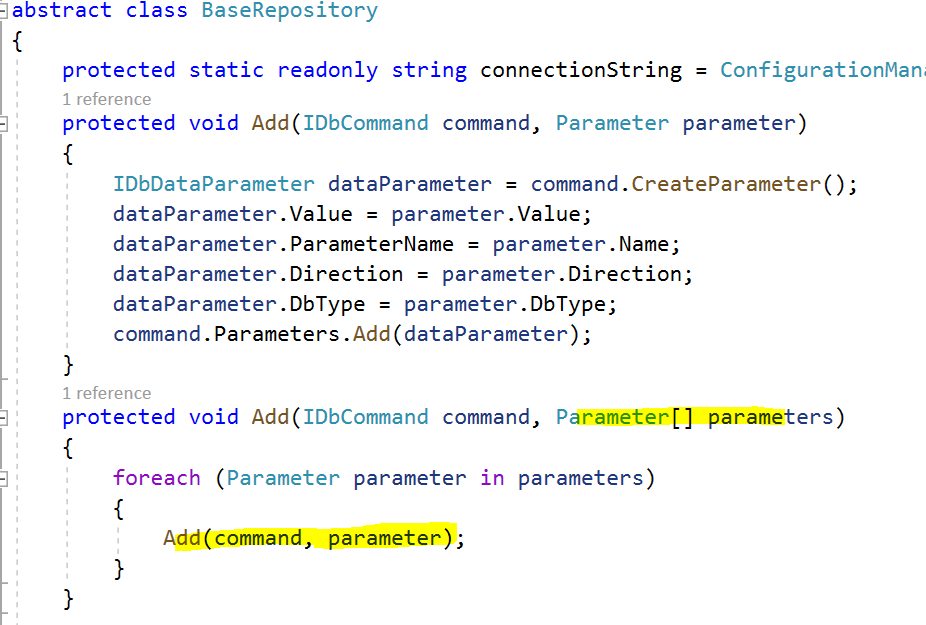 abstract class BaseRepository
{
protected static readonly string connectionString = ConfigurationMana
1 reference
protected void Add(IDbCommand command, Parameter parameter)
{
IDbDataParameter dataParameter = command.CreateParameter();
dataParameter.Value = parameter.Value;
dataParameter.ParameterName = parameter.Name;
dataParameter.Direction = parameter.Direction;
dataParameter.DbType = parameter.DbType;
command.Parameters.Add(dataParameter);
}
1 reference
protected void Add(IDbCommand command, Parameter[] parameters)
{
foreach (Parameter parameter in parameters)
{
Add(command, parameter);
}
}